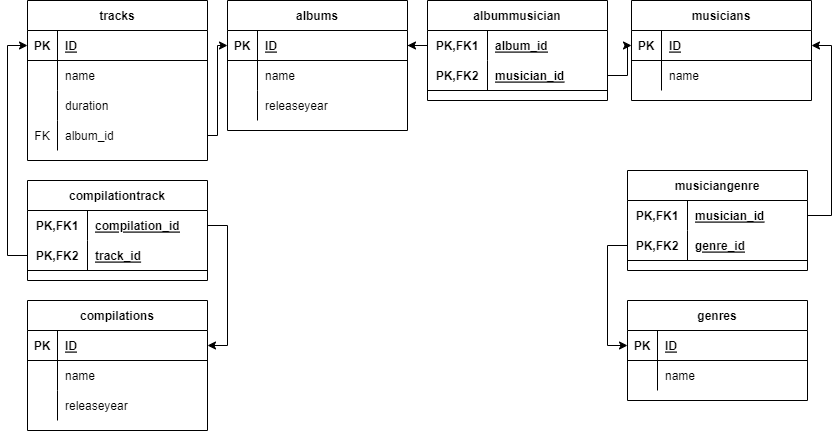 tracks
PK ID
name
duration
FK album_id
albums
PK ID
name
releaseyear
albummusician
PK,FK1 album_id
PK,FK2 musician_id
musicians
PK ID
name
compilationtrack
PK,FK1 compilation_id
PK,FK2 track_id
musiciangenre
PK,FK1 musician_id
PK,FK2 genre_id
compilations
PK ID
name
releaseyear
genres
PK ID
name